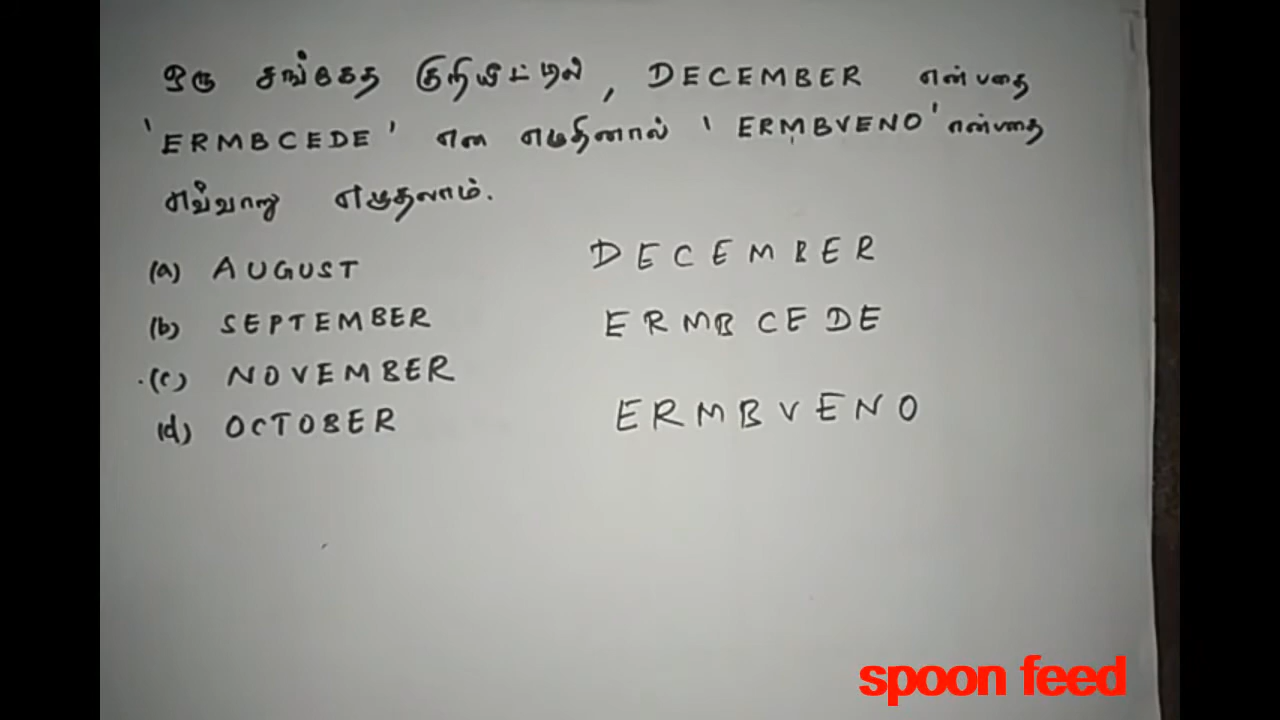 ஒரு சங்கேத குறியீட்டில், DECEMBER என்பதை
'ERMBCEDE' என எழுதினால் 'ERMBVENO' என்பதை
எவ்வாறு எழுதலாம்.
(a) AUGUST
(b) SEPTEMBER
(c) NOVEMBER
(d) OCTOBER
DECEMBER
ERMBCEDE
ERMBVENO
spoon feed